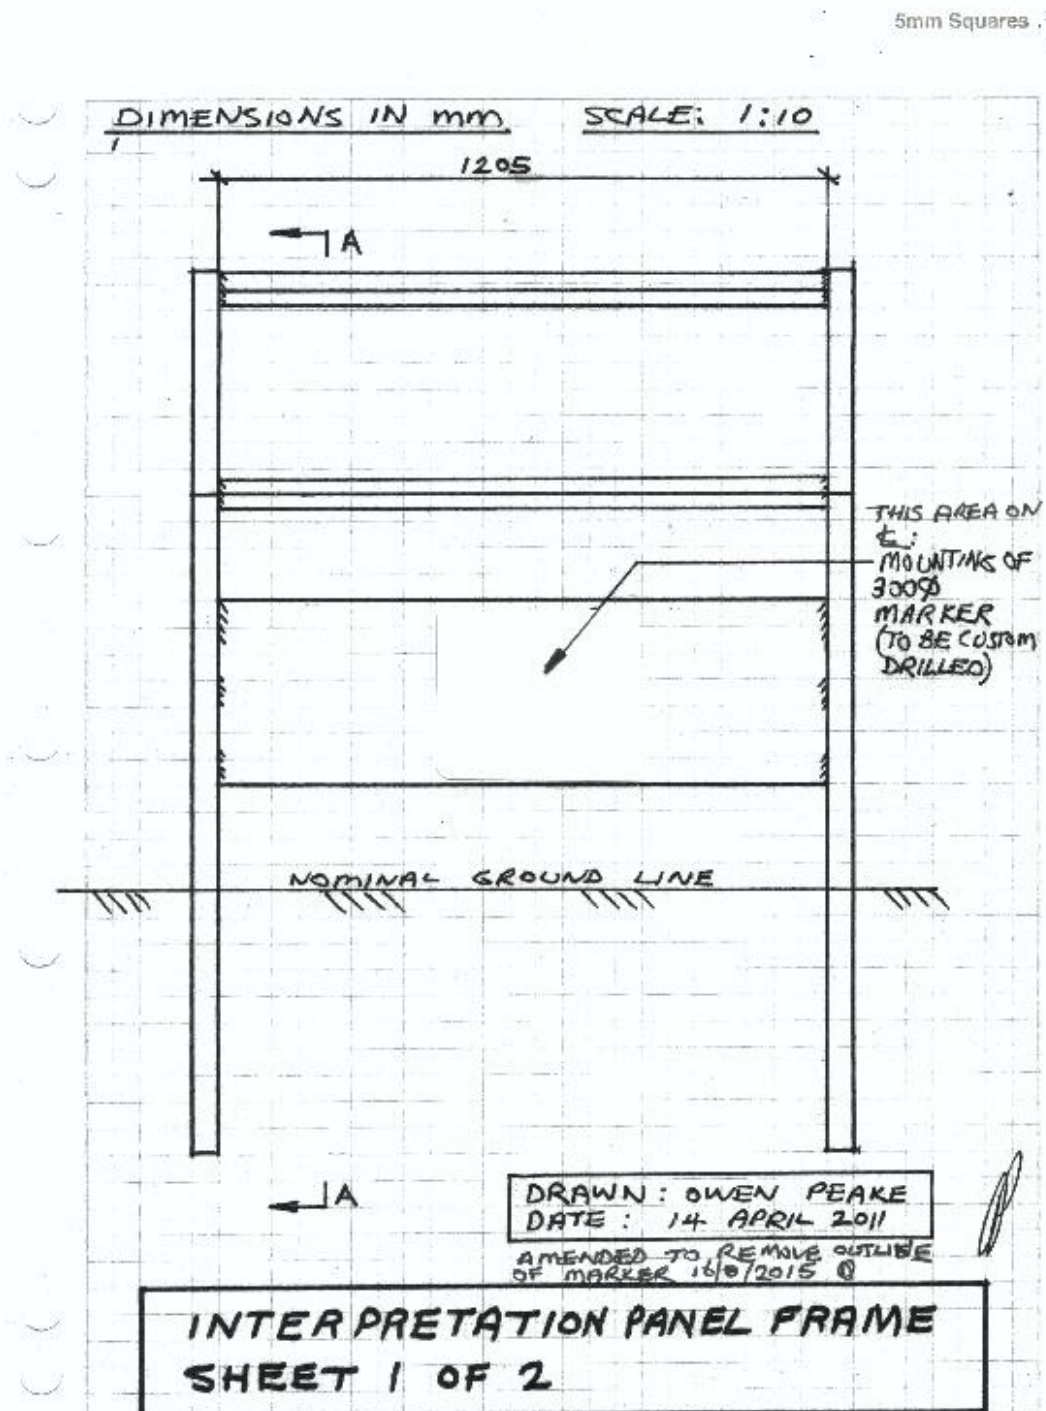 5mm Squares
DIMENSIONS IN mm SCALE: 1:10
1205
A
THIS AREA ON
℄:
MOUNTING OF
300Ø
MARKER
(TO BE CUSTOM
DRILLED)
NOMINAL GROUND LINE
A
DRAWN: OWEN PEAKE
DATE: 14 APRIL 2011
AMENDED TO REMOVE OUTLINE
OF MARKER /2015
INTERPRETATION PANEL FRAME
SHEET 1 OF 2